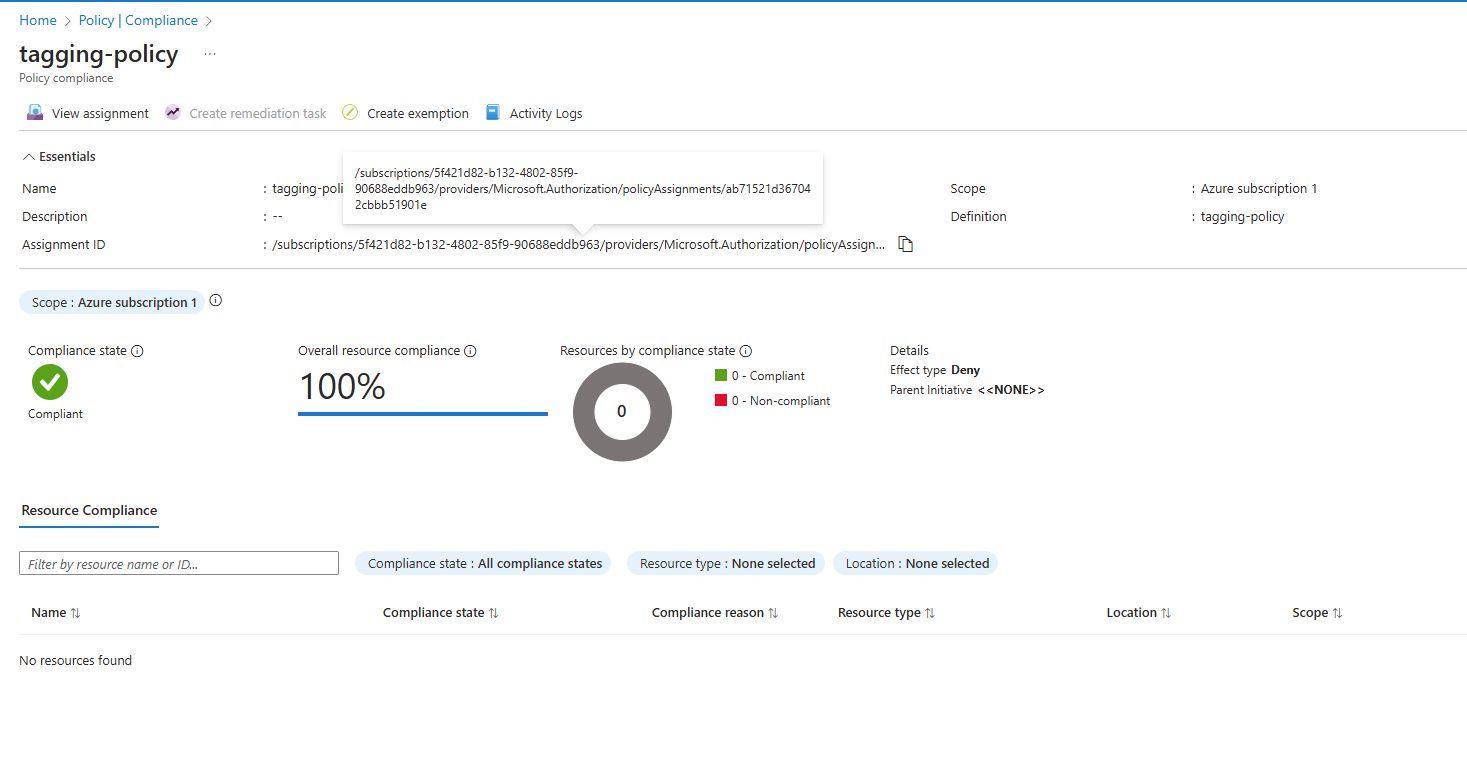 Home > Policy | Compliance >
tagging-policy ...
Policy compliance
View assignment Create remediation task Create exemption Activity Logs
Essentials
/subscriptions/5f421d82-b132-4802-85f9-
90688eddb963/providers/Microsoft.Authorization/policyAssignments/ab71521d36704
2cbbb51901e
Name : tagging-poli
Scope : Azure subscription 1
Description : --
Definition : tagging-policy
Assignment ID : /subscriptions/5f421d82-b132-4802-85f9-90688eddb963/providers/Microsoft.Authorization/policyAssign...
Scope : Azure subscription 1
Compliance state
Compliant
Overall resource compliance
100%
Resources by compliance state
0
0 - Compliant
0 - Non-compliant
Details
Effect type Deny
Parent Initiative <<NONE>>
Resource Compliance
Filter by resource name or ID...
Compliance state : All compliance states
Resource type : None selected
Location : None selected
Name Compliance state Compliance reason Resource type Location Scope
No resources found